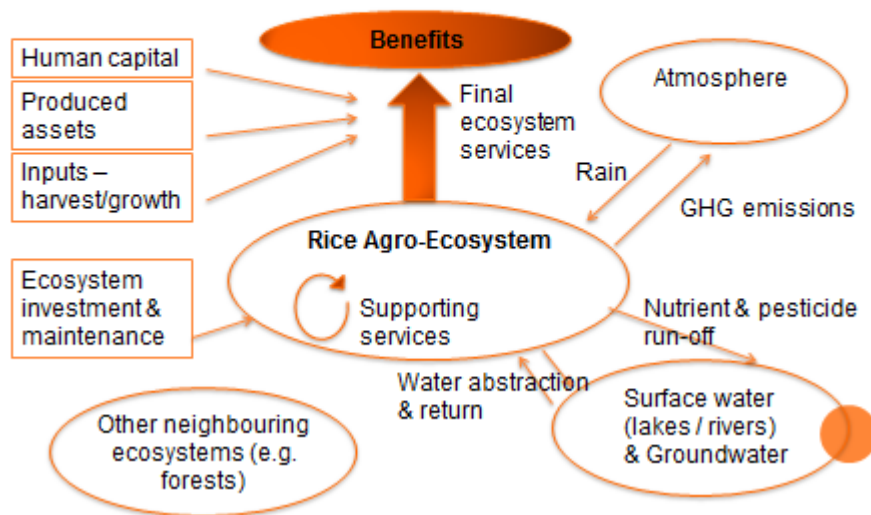 Benefits
Human capital
Produced
assets
Inputs –
harvest/growth
Final
ecosystem
services
Atmosphere
Rain
GHG emissions
Rice Agro-Ecosystem
Supporting
services
Ecosystem
investment &
maintenance
Nutrient & pesticide
run-off
Water abstraction
& return
Other neighbouring
ecosystems (e.g.
forests)
Surface water
(lakes / rivers)
& Groundwater